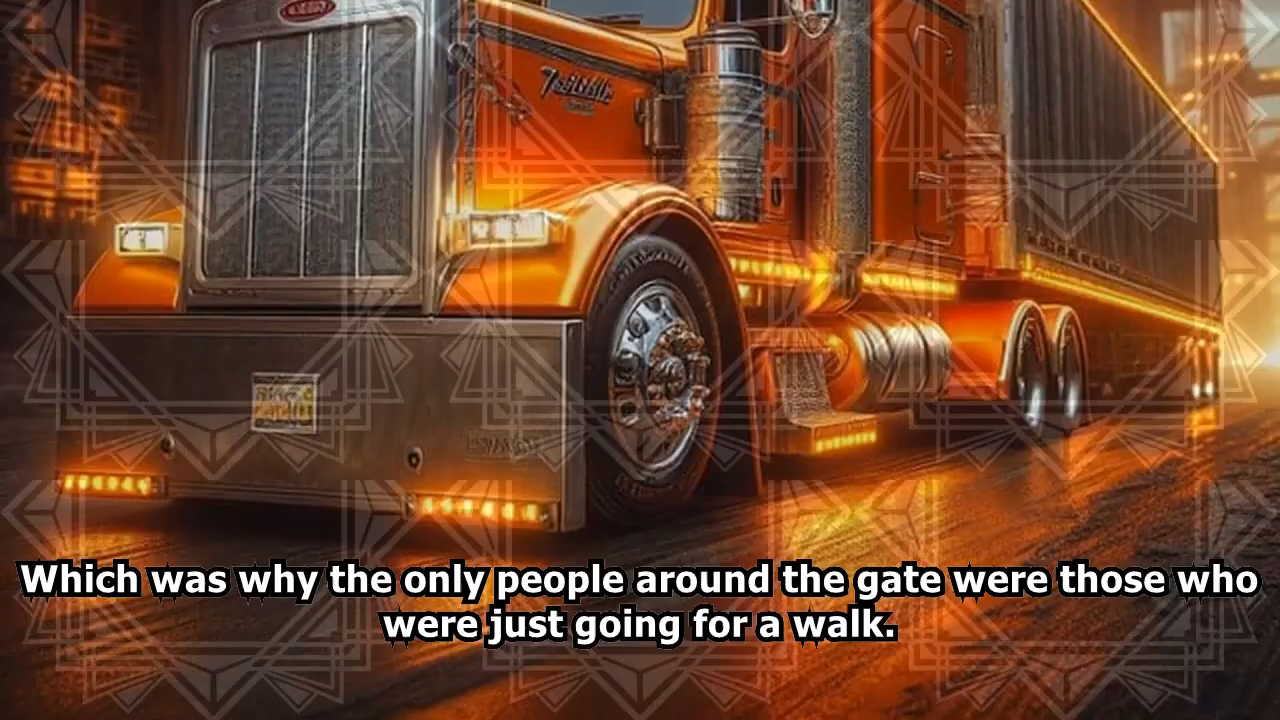 Which was why the only people around the gate were those who
were just going for a walk.